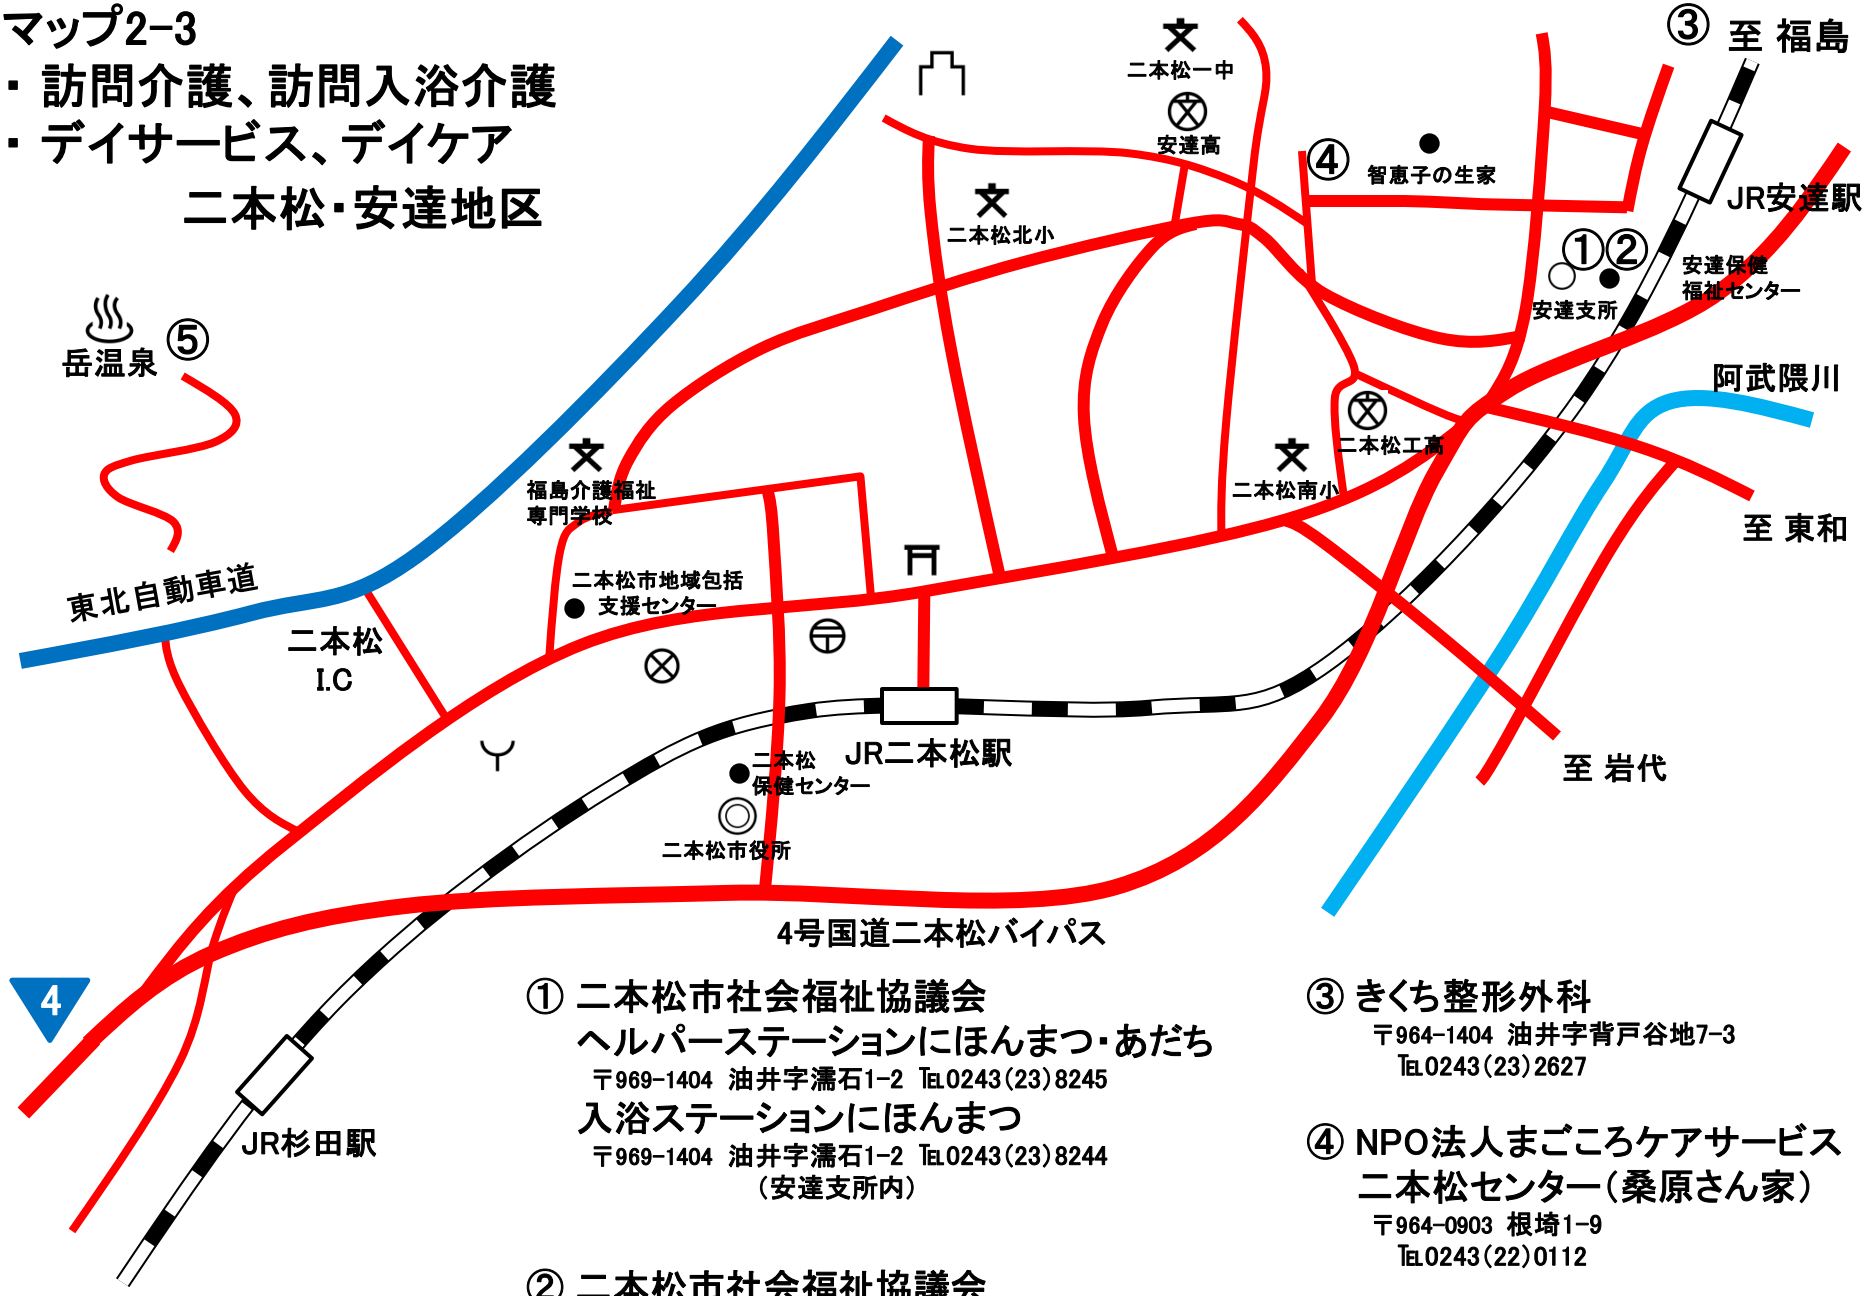 マップ2-3
・ 訪問介護、訪問入浴介護
・ デイサービス、デイケア
二本松・安達地区
③ 至 福島
二本松一中
安達高
④
智恵子の生家
JR安達駅
二本松北小
①②
安達保健
福祉センター
安達支所
岳温泉 ⑤
阿武隈川
二本松工高
二本松南小
福島介護福祉
専門学校
至 東和
東北自動車道
二本松市地域包括
支援センター
二本松
I.C
JR二本松駅
二本松
保健センター
至 岩代
二本松市役所
4号国道二本松バイパス
4
JR杉田駅
① 二本松市社会福祉協議会
ヘルパーステーションにほんまつ・あだち
〒969-1404 油井字濡石1-2 ℡0243(23)8245
入浴ステーションにほんまつ
〒969-1404 油井字濡石1-2 ℡0243(23)8244
(安達支所内)
② 二本松市社会福祉協議会
③ きくち整形外科
〒964-1404 油井字背戸谷地7-3
℡0243(23)2627
④ NPO法人まごころケアサービス
二本松センター(桑原さん家)
〒964-0903 根埼1-9
℡0243(22)0112